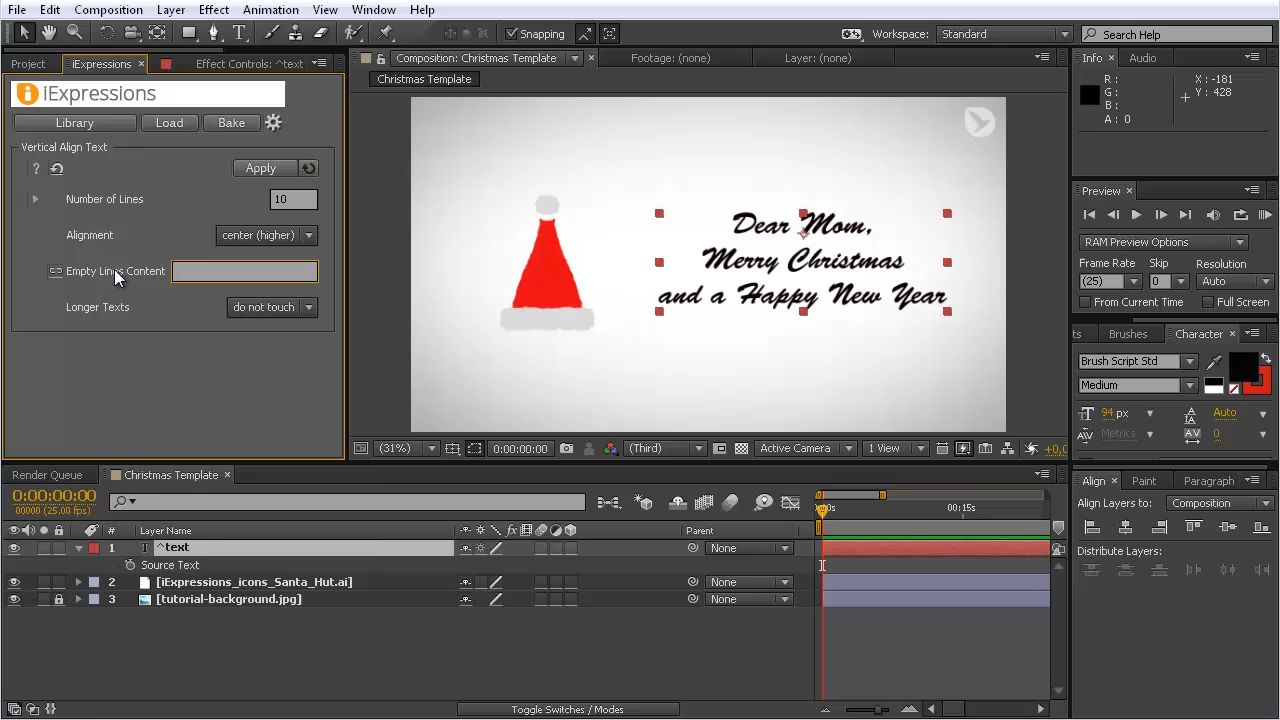 File Edit Composition Layer Effect Animation View Window Help
Snapping Workspace: Standard Search Help
Project iExpressions × Effect Controls: ^text Composition: Christmas Template × Footage: (none) Layer: (none) Info × Audio
Christmas Template
iExpressions
Library Load Bake
Vertical Align Text
? Apply
Number of Lines 10
Alignment center (higher)
Empty Lines Content
Longer Texts do not touch
Dear Mom,
Merry Christmas
and a Happy New Year
R: X: -181
G: Y: 428
B:
A: 0
Preview ×
RAM Preview Options
Frame Rate Skip Resolution
(25) 0 Auto
From Current Time Full Screen
ts Brushes Character ×
Brush Script Std
Medium
94 px Auto
Metrics 0
(31%) 0:00:00:00 (Third) Active Camera 1 View +0,0
Render Queue Christmas Template × Align × Paint Paragraph
0:00:00:00
00000 (25.00 fps)
00s 00:15s
Align Layers to: Composition
# Layer Name Parent
1 T ^text None
Source Text
2 [iExpressions_icons_Santa_Hut.ai] None
3 [tutorial-background.jpg] None
Distribute Layers:
Toggle Switches / Modes